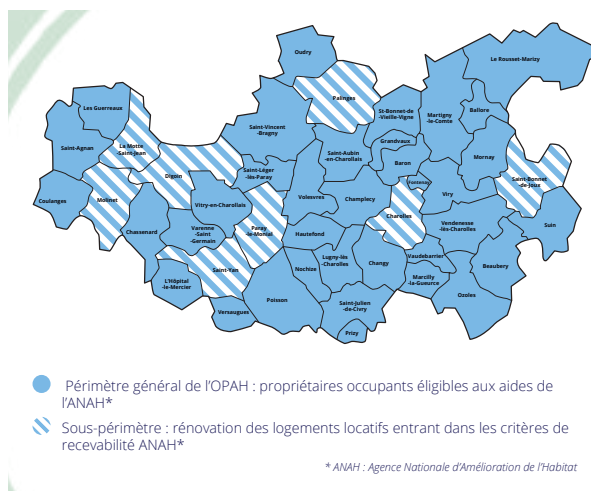 Oudry
Le Rousset-Marizy
Palinges
Les Guerreaux
St-Bonnet-de
-Vieille-Vigne
Martigny
-le-Comte
Ballore
Saint-Vincent
-Bragny
Grandvaux
Saint-Agnan
La Motte
-Saint-Jean
Saint-Aubin
-en-Charollais
Baron
Mornay
Saint-Léger
-lès-Paray
Digoin
Fontenay
Saint-Bonnet
-de-Joux
Coulanges
Molinet
Vitry-en-Charollais
Volesvres
Champlecy
Viry
Charolles
Chassenard
Varenne
-Saint
-Germain
Paray
-le-Monial
Hautefond
Vendenesse
-lès-Charolles
Suin
Lugny-lès
-Charolles
Changy
Vaudebarrier
Saint-Yan
Nochize
Beaubery
L'Hôpital
-le-Mercier
Marcilly
-la-Gueurce
Poisson
Ozolles
Saint-Julien
-de-Civry
Versaugues
Prizy
Périmètre général de l'OPAH : propriétaires occupants éligibles aux aides de
l'ANAH*
Sous-périmètre : rénovation des logements locatifs entrant dans les critères de
recevabilité ANAH*
* ANAH : Agence Nationale d'Amélioration de l'Habitat